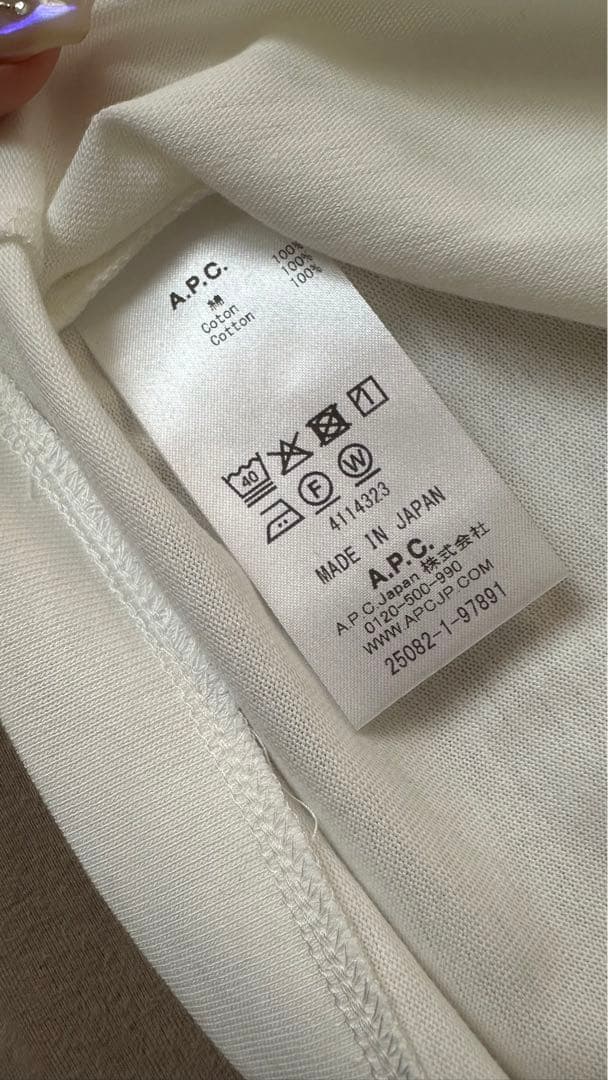 A.P.C.
綿 100%
Coton 100%
Cotton 100%
40
F W
4114323
MADE IN JAPAN
A.P.C.
A.P.C.Japan 株式会社
0120-500-990
WWW.APCJP.COM
25082-1-97891